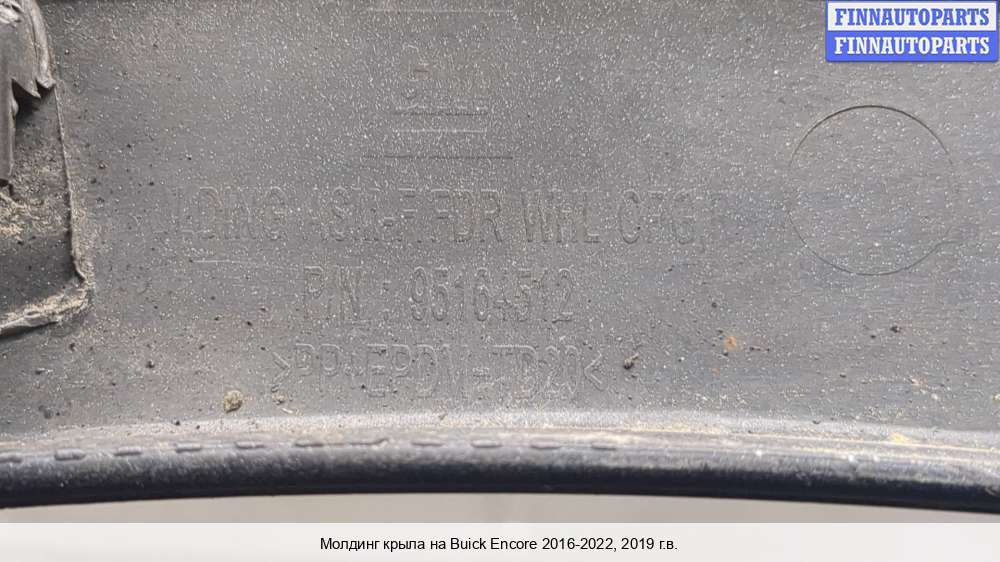 FINNAUTOPARTS
FINNAUTOPARTS
FDR WHL
P/N : 95164512
>PP+EPDM-TD20<
Молдинг крыла на Buick Encore 2016-2022, 2019 г.в.